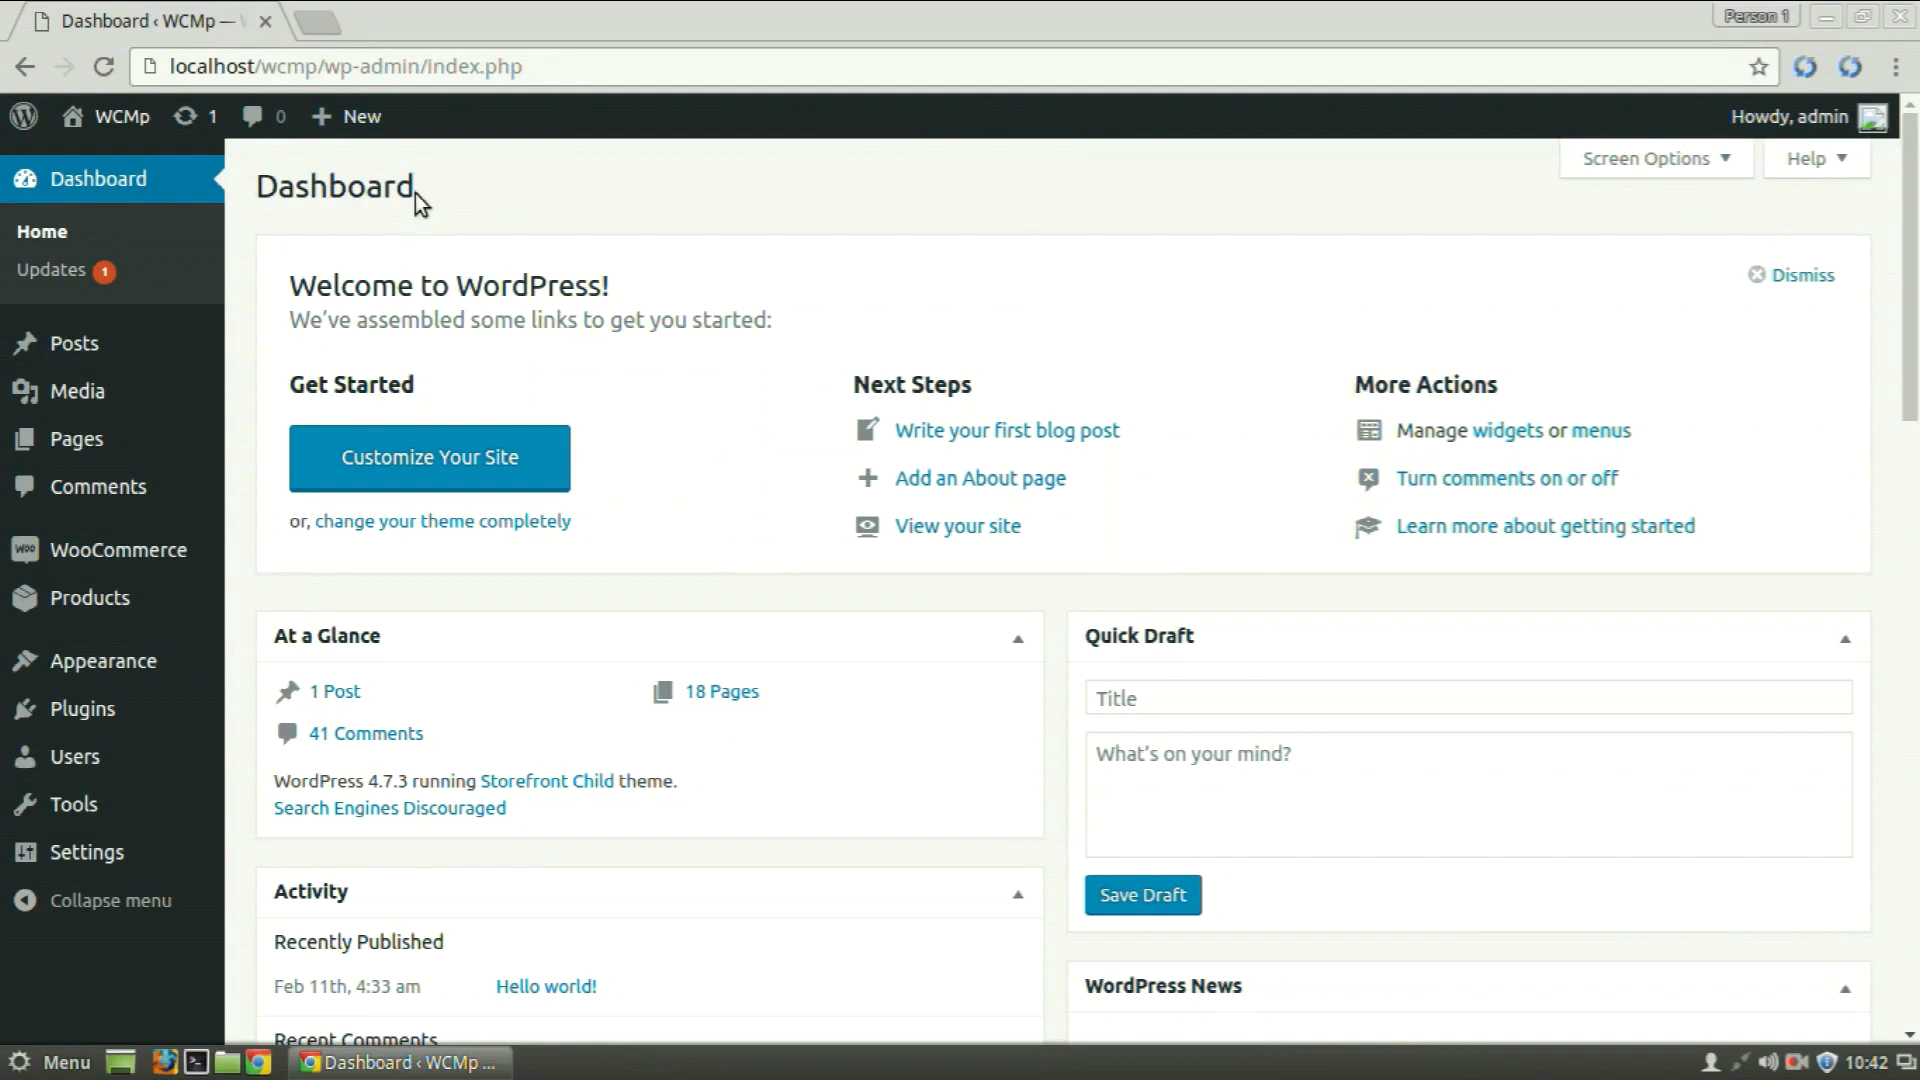 Dashboard ‹ WCMp —
Person 1
localhost/wcmp/wp-admin/index.php
WCMp 1 0 New
Howdy, admin
Dashboard
Home
Updates 1
Posts
Media
Pages
Comments
WooCommerce
Products
Appearance
Plugins
Users
Tools
Settings
Collapse menu
Screen Options
Help
Dashboard
Welcome to WordPress!
We've assembled some links to get you started:
Dismiss
Get Started
Customize Your Site
or, change your theme completely
Next Steps
Write your first blog post
Add an About page
View your site
More Actions
Manage widgets or menus
Turn comments on or off
Learn more about getting started
At a Glance
1 Post
18 Pages
41 Comments
WordPress 4.7.3 running Storefront Child theme.
Search Engines Discouraged
Activity
Recently Published
Feb 11th, 4:33 am Hello world!
Recent Comments
Quick Draft
Title
What's on your mind?
Save Draft
WordPress News
Menu
Dashboard ‹ WCMp ...
10:42